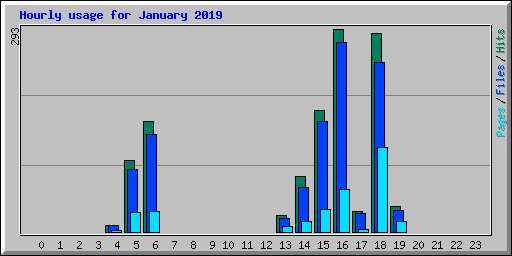 Hourly usage for January 2019
293
Pages/Files/Hits
0 1 2 3 4 5 6 7 8 9 10 11 12 13 14 15 16 17 18 19 20 21 22 23